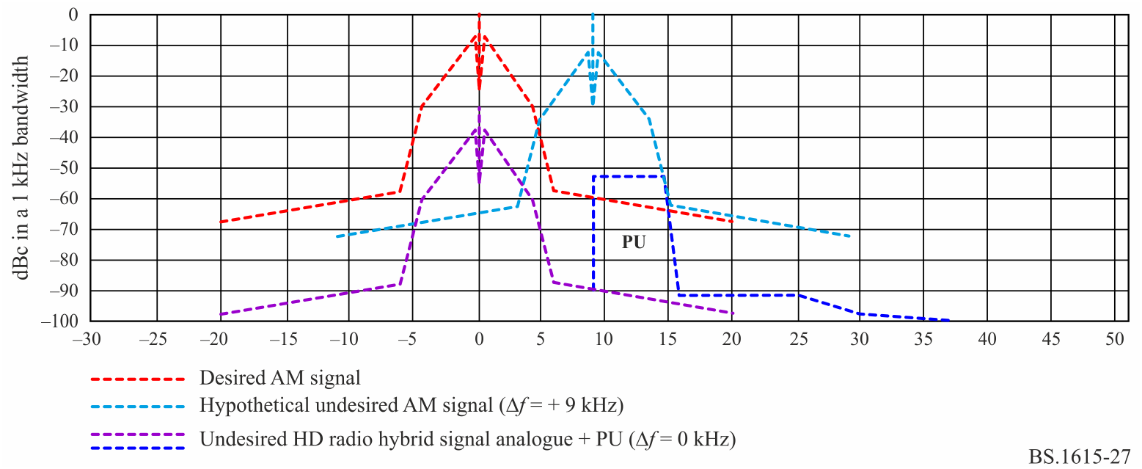 0
–10
–20
–30
–40
–50
–60
–70
–80
–90
–100
dBc in a 1 kHz bandwidth
PU
–30 –25 –20 –15 –10 –5 0 5 10 15 20 25 30 35 40 45 50
Desired AM signal
Hypothetical undesired AM signal (Δf = + 9 kHz)
Undesired HD radio hybrid signal analogue + PU (Δf = 0 kHz)
BS.1615-27